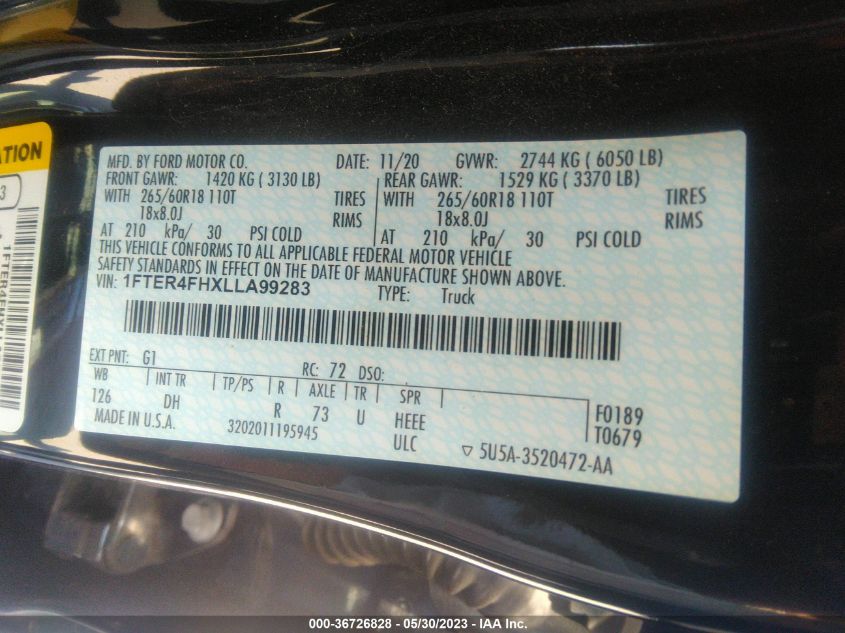 ATION
3
1FTER4FHXLLA
MFD. BY FORD MOTOR CO. DATE: 11/20 GVWR: 2744 KG ( 6050 LB)
FRONT GAWR: 1420 KG ( 3130 LB) REAR GAWR: 1529 KG ( 3370 LB)
WITH 265/60R18 110T TIRES WITH 265/60R18 110T TIRES
18x8.0J RIMS 18x8.0J RIMS
AT 210 kPa/ 30 PSI COLD AT 210 kPa/ 30 PSI COLD
THIS VEHICLE CONFORMS TO ALL APPLICABLE FEDERAL MOTOR VEHICLE
SAFETY STANDARDS IN EFFECT ON THE DATE OF MANUFACTURE SHOWN ABOVE.
VIN: 1FTER4FHXLLA99283 TYPE: Truck
EXT PNT: G1 RC: 72 DSO:
WB INT TR TP/PS R AXLE TR SPR
126 DH R 73 U HEEE F0189
MADE IN U.S.A. 3202011195945 ULC T0679
▽ 5U5A-3520472-AA
000-36726828 - 05/30/2023 - IAA Inc.